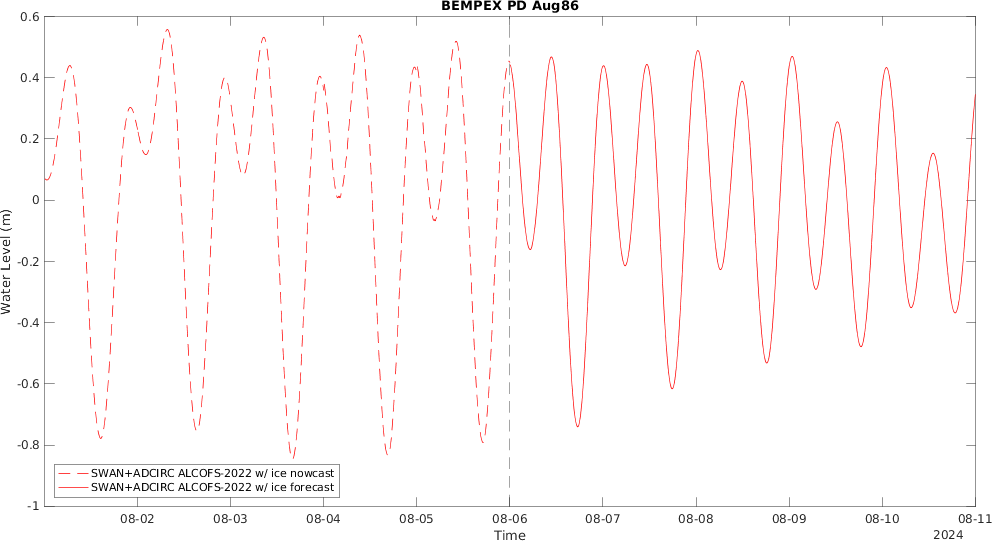 BEMPEX PD Aug86
0.6
0.4
0.2
0
-0.2
-0.4
-0.6
-0.8
-1
Water Level (m)
SWAN+ADCIRC ALCOFS-2022 w/ ice nowcast
SWAN+ADCIRC ALCOFS-2022 w/ ice forecast
08-02 08-03 08-04 08-05 08-06 08-07 08-08 08-09 08-10 08-11
Time
2024